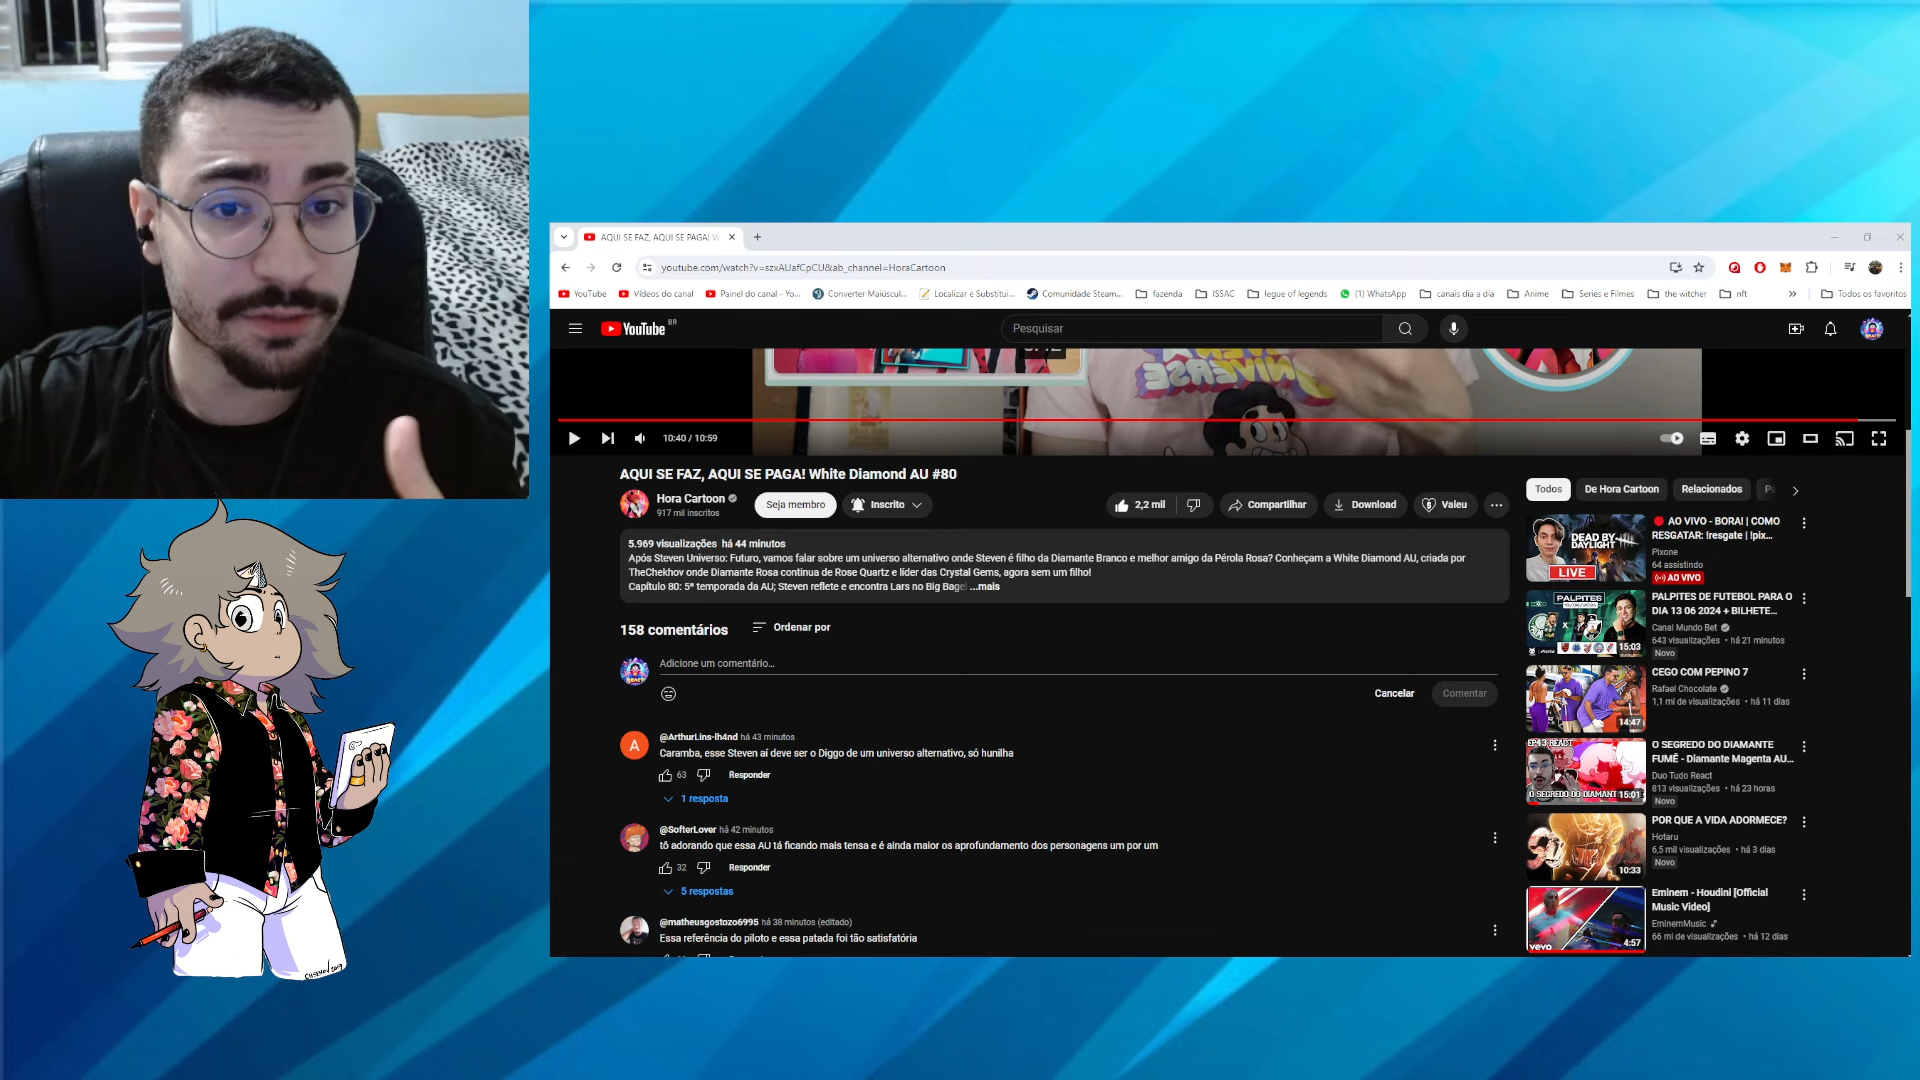 AQUI SE FAZ, AQUI SE PAGA! W
youtube.com/watch?v=szxAUafCpCU&ab_channel=HoraCartoon
YouTube
Vídeos do canal
Painel do canal - Yo...
Converter Maiúscul...
Localizar e Substitui...
Comunidade Steam...
fazenda
ISSAC
legue of legends
(1) WhatsApp
canais dia a dia
Anime
Series e Filmes
the witcher
nft
Todos os favoritos
YouTube BR
Pesquisar
10:40 / 10:59
AQUI SE FAZ, AQUI SE PAGA! White Diamond AU #80
Hora Cartoon
917 mil inscritos
Seja membro
Inscrito
2,2 mil
Compartilhar
Download
Valeu
5.969 visualizações há 44 minutos
Após Steven Universo: Futuro, vamos falar sobre um universo alternativo onde Steven é filho da Diamante Branco e melhor amigo da Pérola Rosa? Conheçam a White Diamond AU, criada por
TheChekhov onde Diamante Rosa continua de Rose Quartz e líder das Crystal Gems, agora sem um filho!
Capítulo 80: 5ª temporada da AU; Steven reflete e encontra Lars no Big Bage ...mais
158 comentários
Ordenar por
Adicione um comentário...
Cancelar
Comentar
A
@ArthurLins-lh4nd há 43 minutos
Caramba, esse Steven aí deve ser o Diggo de um universo alternativo, só hunilha
63
Responder
1 resposta
@SofterLover há 42 minutos
tô adorando que essa AU tá ficando mais tensa e é ainda maior os aprofundamento dos personagens um por um
32
Responder
5 respostas
@matheusgostozo6995 há 38 minutos (editado)
Essa referência do piloto e essa patada foi tão satisfatória
Todos
De Hora Cartoon
Relacionados
DEAD BY
DAYLIGHT
LIVE
AO VIVO - BORA! | COMO
RESGATAR: !resgate | !pix...
Pixone
64 assistindo
AO VIVO
PALPITES
15:03
PALPITES DE FUTEBOL PARA O
DIA 13 06 2024 + BILHETE...
Canal Mundo Bet
643 visualizações • há 21 minutos
Novo
14:47
CEGO COM PEPINO 7
Rafael Chocolate
1,1 mi de visualizações • há 11 dias
EP43 REACT
O SEGREDO DO DIAMANT
15:01
O SEGREDO DO DIAMANTE
FUMÊ - Diamante Magenta AU...
Duo Tudo React
813 visualizações • há 23 horas
Novo
10:33
POR QUE A VIDA ADORMECE?
Hotaru
6,5 mil visualizações • há 3 dias
Novo
vevo
4:57
Eminem - Houdini [Official
Music Video]
EminemMusic
66 mi de visualizações • há 12 dias